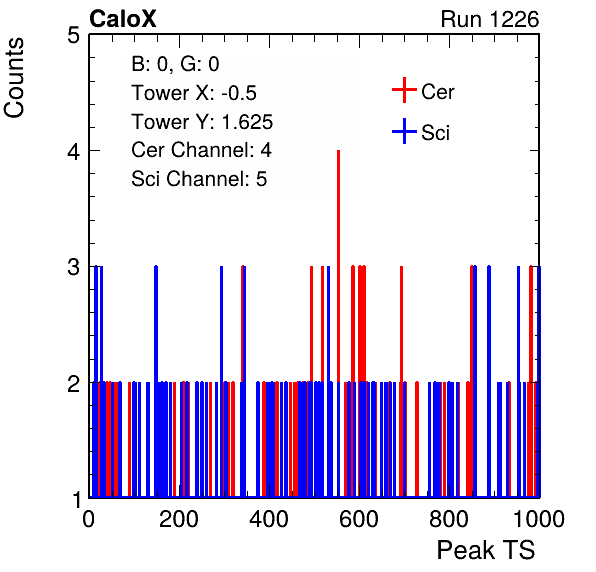 CaloX Run 1226
Counts
5
4
3
2
1
B: 0, G: 0
Tower X: -0.5
Tower Y: 1.625
Cer Channel: 4
Sci Channel: 5
Cer
Sci
0 200 400 600 800 1000
Peak TS